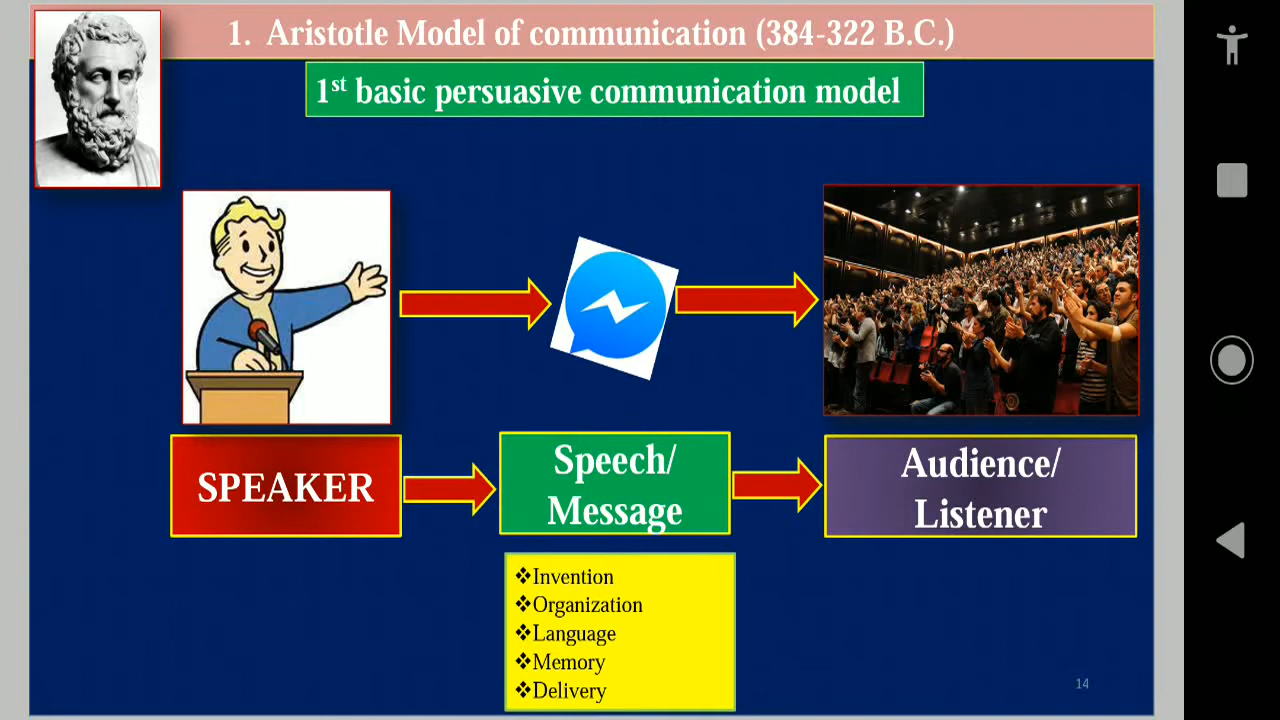 1. Aristotle Model of communication (384-322 B.C.)
1st basic persuasive communication model
SPEAKER
Speech/
Message
Audience/
Listener
❖Invention
❖Organization
❖Language
❖Memory
❖Delivery
14